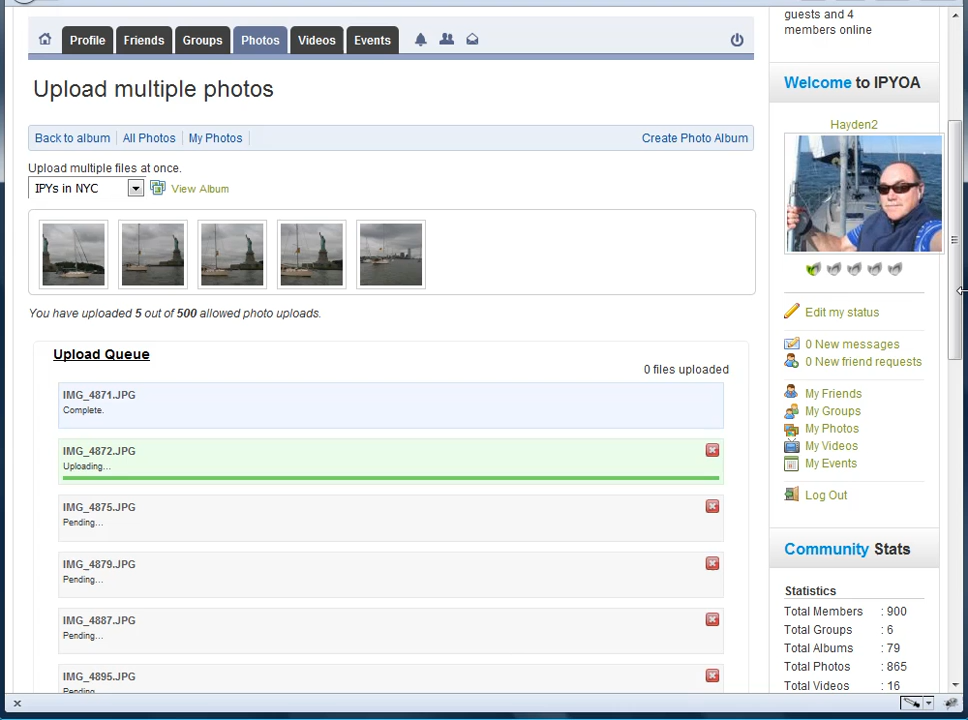 guests and 4
members online
Profile
Friends
Groups
Photos
Videos
Events
Upload multiple photos
Welcome to IPYOA
Hayden2
Back to album
All Photos
My Photos
Create Photo Album
Upload multiple files at once.
IPYs in NYC
View Album
You have uploaded 5 out of 500 allowed photo uploads.
Upload Queue
0 files uploaded
IMG_4871.JPG
Complete.
IMG_4872.JPG
Uploading...
IMG_4875.JPG
Pending...
IMG_4879.JPG
Pending...
IMG_4887.JPG
Pending...
IMG_4895.JPG
Pending...
Edit my status
0 New messages
0 New friend requests
My Friends
My Groups
My Photos
My Videos
My Events
Log Out
Community Stats
Statistics
Total Members : 900
Total Groups : 6
Total Albums : 79
Total Photos : 865
Total Videos : 16